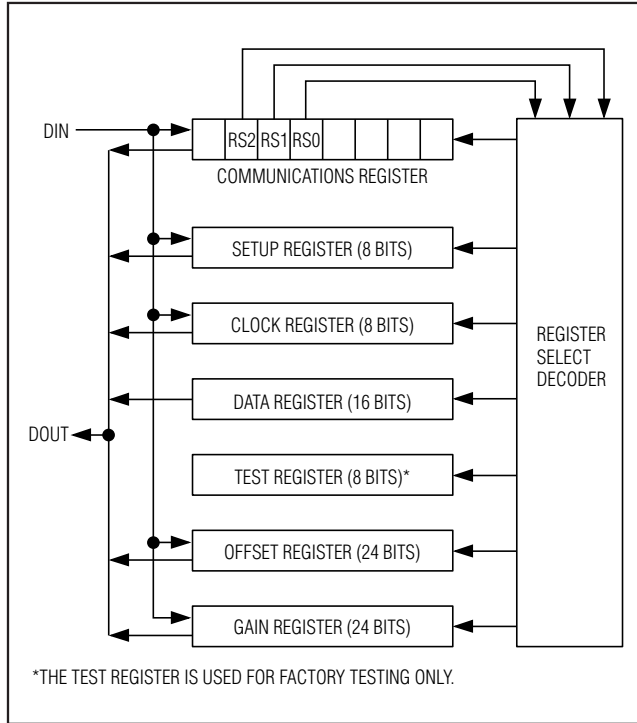 DIN
RS2 RS1 RS0
COMMUNICATIONS REGISTER
SETUP REGISTER (8 BITS)
CLOCK REGISTER (8 BITS)
REGISTER
SELECT
DECODER
DATA REGISTER (16 BITS)
DOUT
TEST REGISTER (8 BITS)*
OFFSET REGISTER (24 BITS)
GAIN REGISTER (24 BITS)
*THE TEST REGISTER IS USED FOR FACTORY TESTING ONLY.